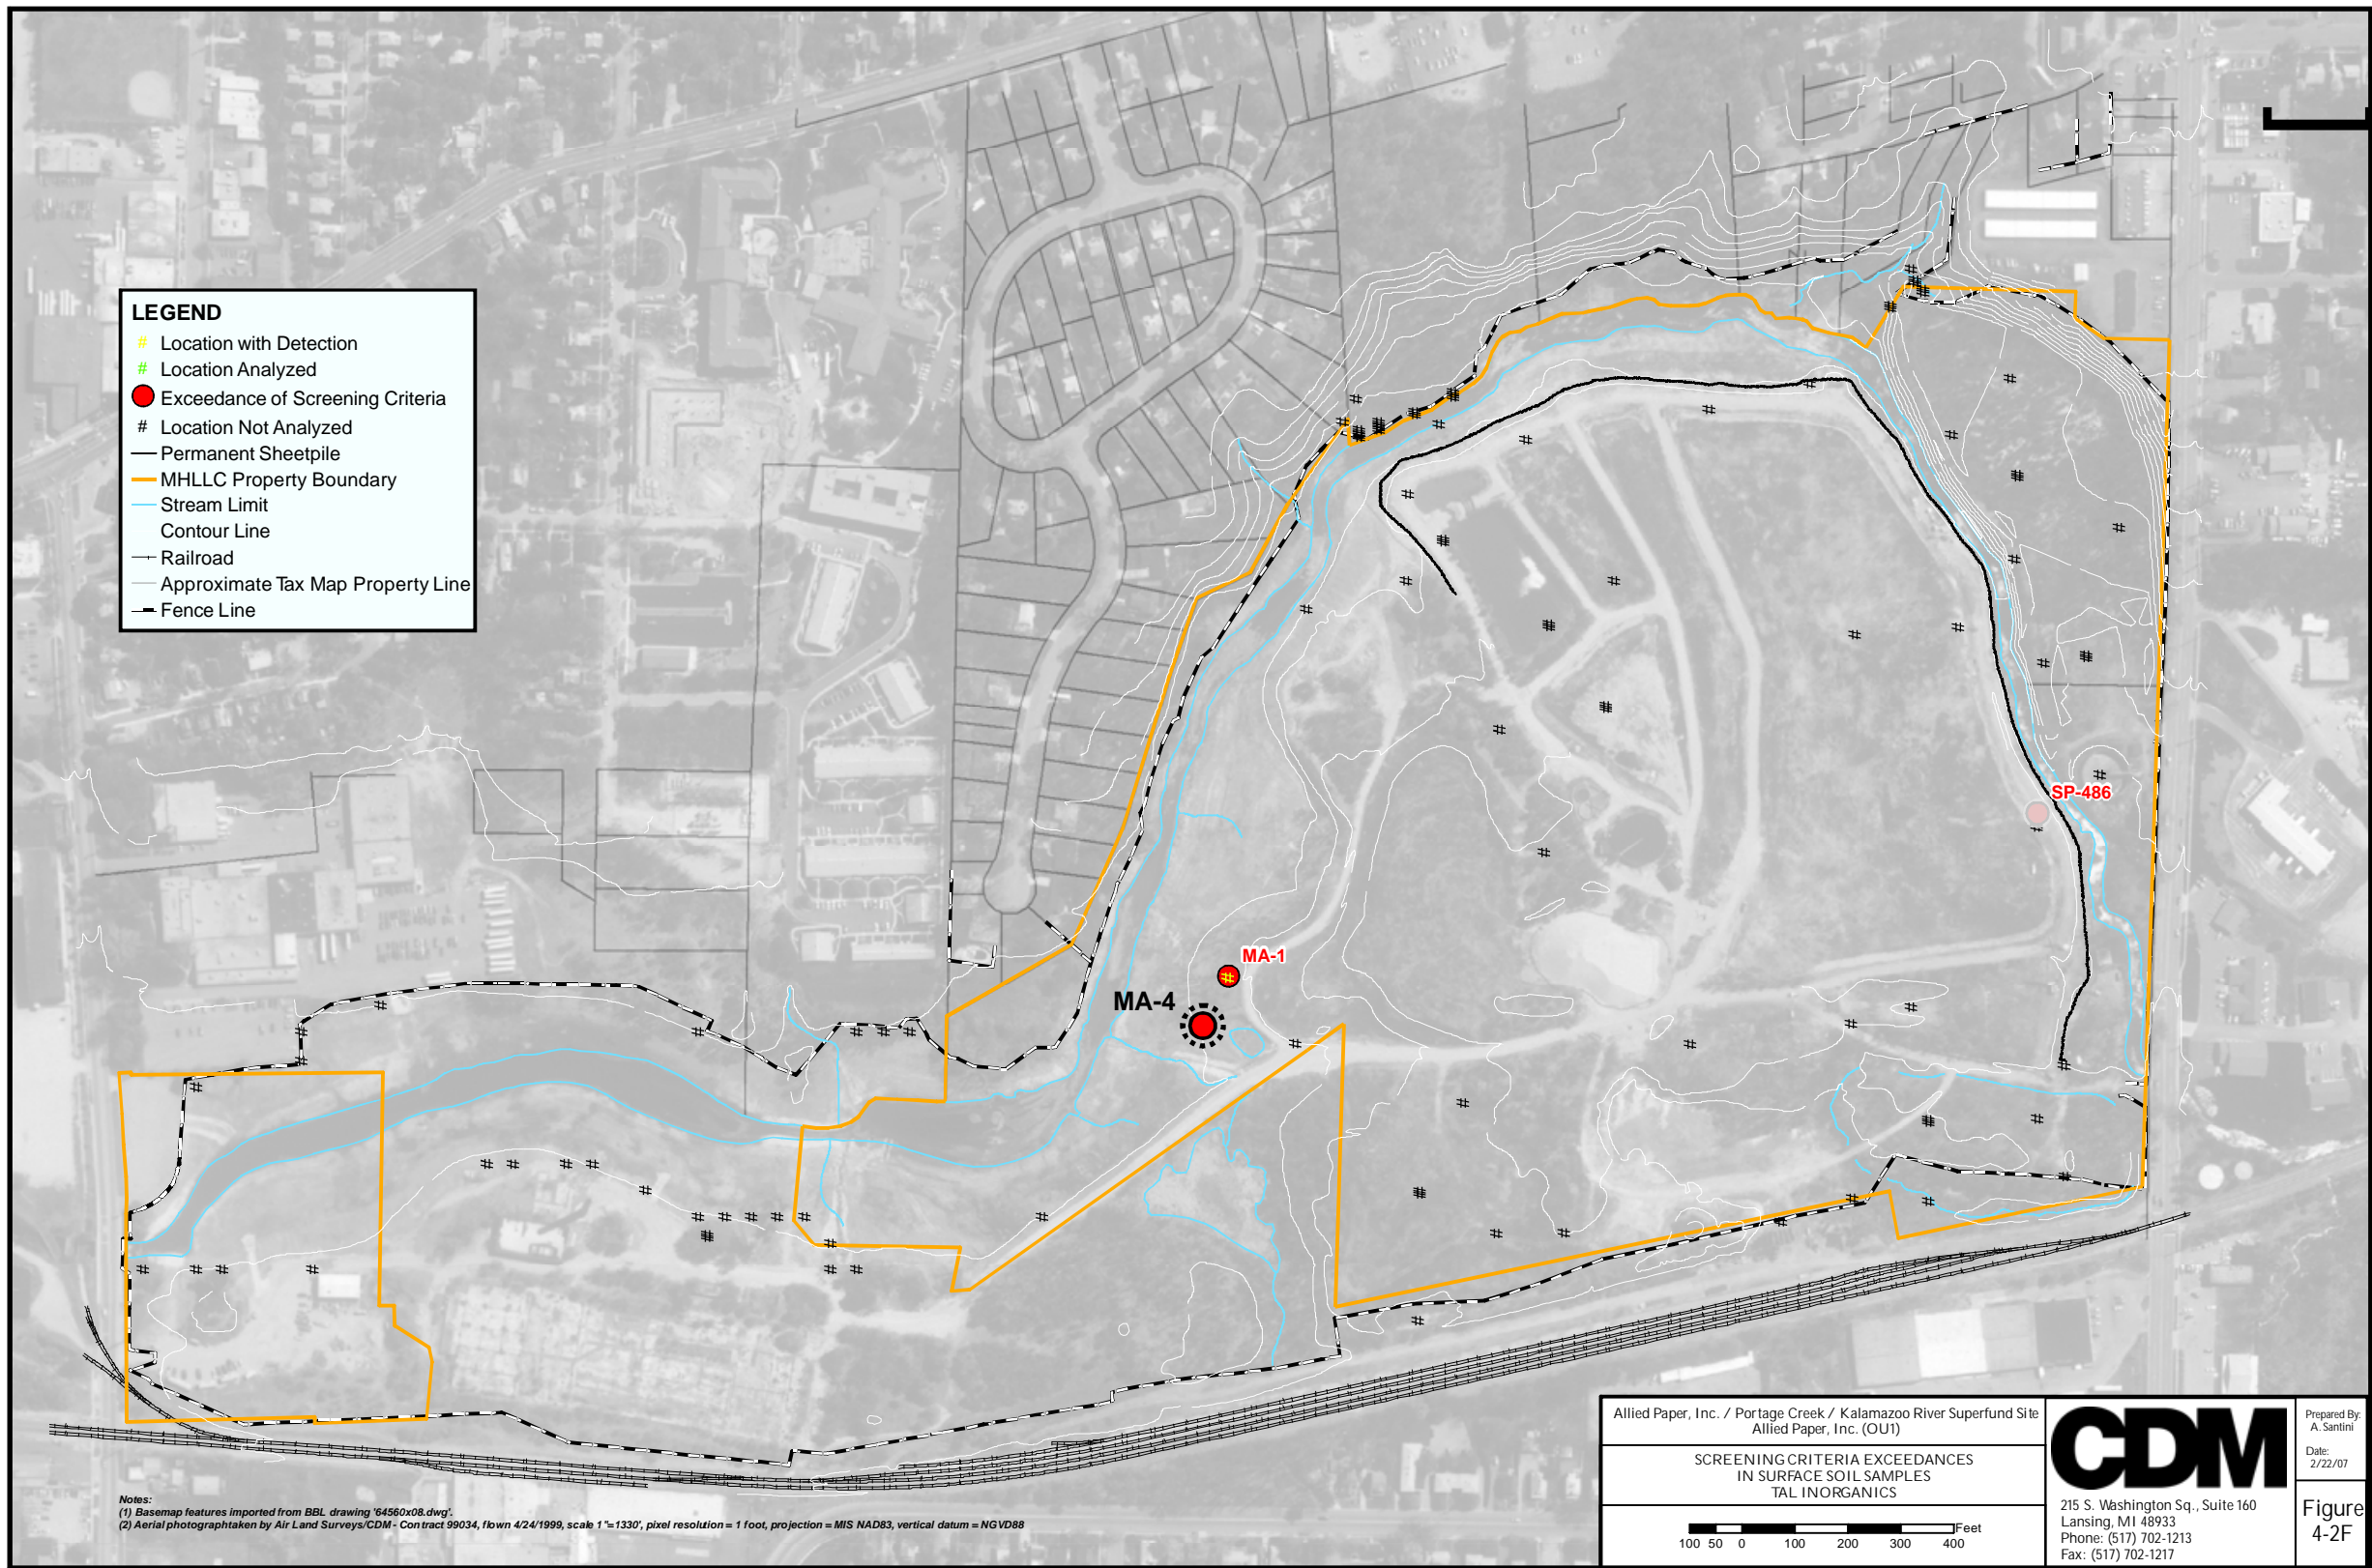 LEGEND
# Location with Detection
# Location Analyzed
Exceedance of Screening Criteria
# Location Not Analyzed
Permanent Sheetpile
MHLLC Property Boundary
Stream Limit
Contour Line
Railroad
Approximate Tax Map Property Line
Fence Line
SP-486
MA-1
MA-4
Notes:
(1) Basemap features imported from BBL drawing '64560x08.dwg'.
(2) Aerial photographtaken by Air Land Surveys/CDM - Contract 99034, flown 4/24/1999, scale 1"=1330', pixel resolution = 1 foot, projection = MIS NAD83, vertical datum = NGVD88
Allied Paper, Inc. / Portage Creek / Kalamazoo River Superfund Site
Allied Paper, Inc. (OU1)
SCREENING CRITERIA EXCEEDANCES
IN SURFACE SOIL SAMPLES
TAL INORGANICS
100 50 0 100 200 300 400 Feet
CDM
215 S. Washington Sq., Suite 160
Lansing, MI 48933
Phone: (517) 702-1213
Fax: (517) 702-1217
Prepared By:
A. Santini
Date:
2/22/07
Figure
4-2F